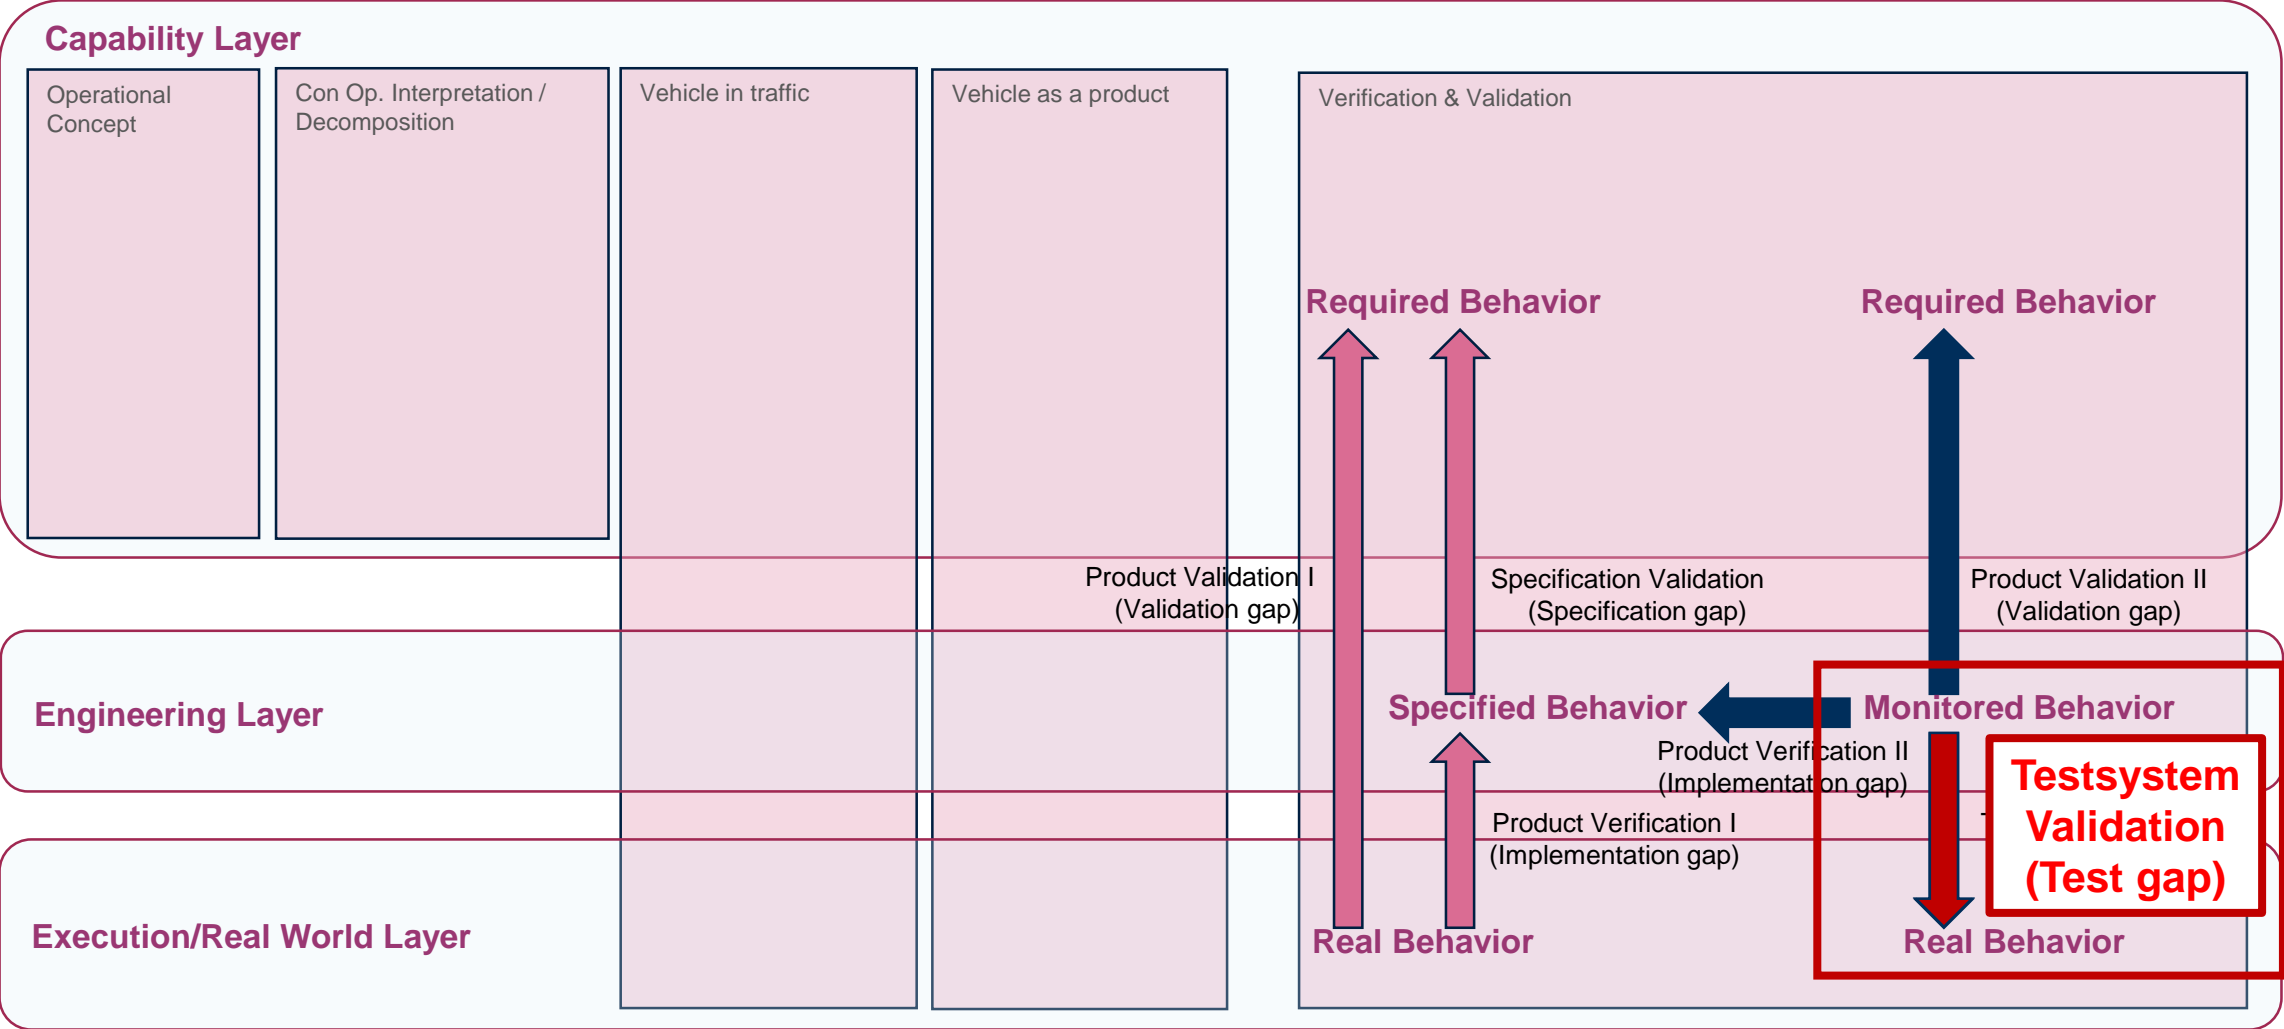 Capability Layer
Operational
Concept
Con Op. Interpretation /
Decomposition
Vehicle in traffic
Vehicle as a product
Verification & Validation
Required Behavior
Required Behavior
Product Validation I
(Validation gap)
Specification Validation
(Specification gap)
Product Validation II
(Validation gap)
Engineering Layer
Specified Behavior
Monitored Behavior
Product Verification II
(Implementation gap)
Testsystem
Validation
(Test gap)
Product Verification I
(Implementation gap)
Execution/Real World Layer
Real Behavior
Real Behavior